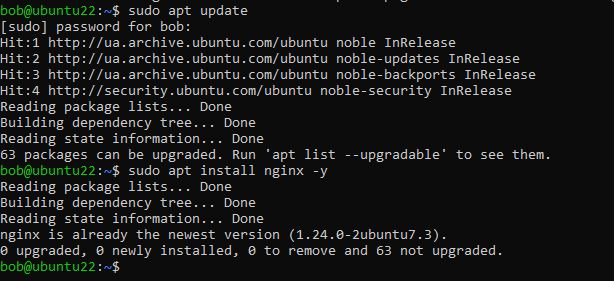 bob@ubuntu22:~$ sudo apt update
[sudo] password for bob:
Hit:1 http://ua.archive.ubuntu.com/ubuntu noble InRelease
Hit:2 http://ua.archive.ubuntu.com/ubuntu noble-updates InRelease
Hit:3 http://ua.archive.ubuntu.com/ubuntu noble-backports InRelease
Hit:4 http://security.ubuntu.com/ubuntu noble-security InRelease
Reading package lists... Done
Building dependency tree... Done
Reading state information... Done
63 packages can be upgraded. Run 'apt list --upgradable' to see them.
bob@ubuntu22:~$ sudo apt install nginx -y
Reading package lists... Done
Building dependency tree... Done
Reading state information... Done
nginx is already the newest version (1.24.0-2ubuntu7.3).
0 upgraded, 0 newly installed, 0 to remove and 63 not upgraded.
bob@ubuntu22:~$